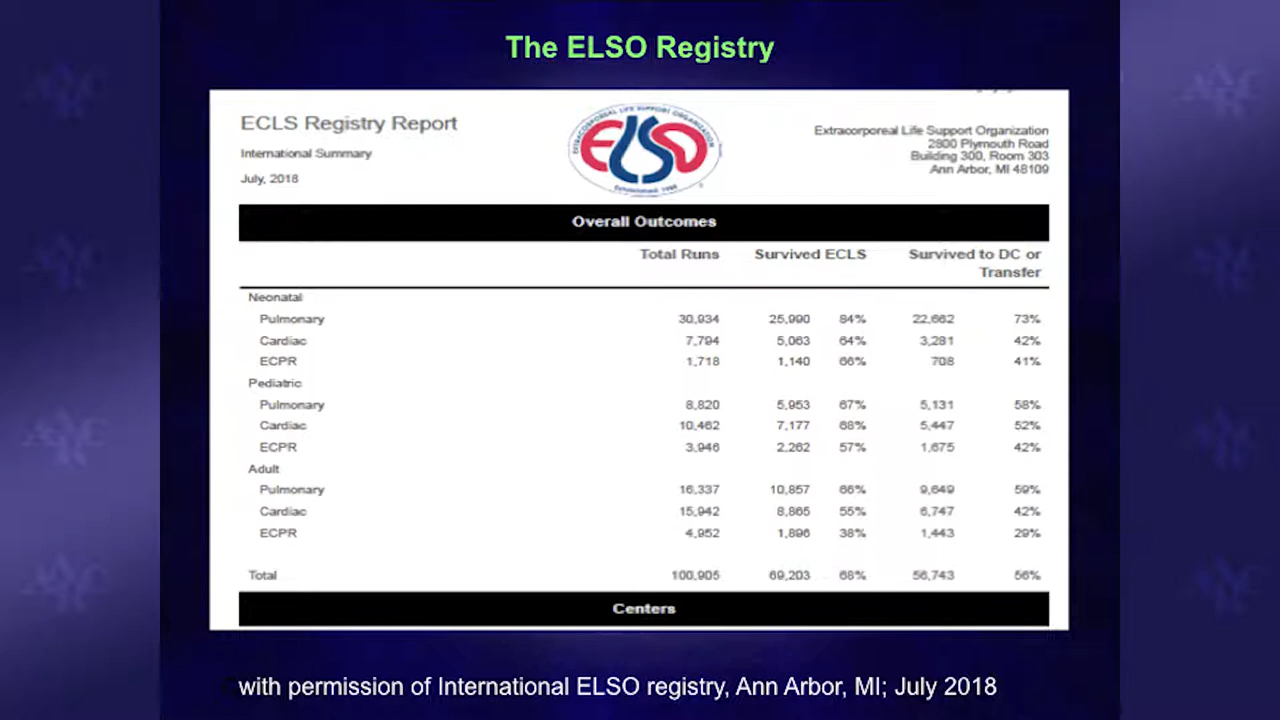 The ELSO Registry
ECLS Registry Report
International Summary
July, 2018
EXTRACORPOREAL LIFE SUPPORT ORGANIZATION
ELSO
Extracorporeal Life Support Organization
2800 Plymouth Road
Building 300, Room 303
Ann Arbor, MI 48109
Overall Outcomes
Total Runs Survived ECLS Survived to DC or
Transfer
Neonatal
Pulmonary 30,934 25,990 84% 22,662 73%
Cardiac 7,794 5,063 64% 3,281 42%
ECPR 1,718 1,140 66% 708 41%
Pediatric
Pulmonary 8,820 5,953 67% 5,131 58%
Cardiac 10,462 7,177 68% 5,447 52%
ECPR 3,946 2,262 57% 1,675 42%
Adult
Pulmonary 16,337 10,857 66% 9,649 59%
Cardiac 15,942 8,865 55% 6,747 42%
ECPR 4,952 1,896 38% 1,443 29%
Total 100,905 69,203 68% 56,743 56%
Centers
with permission of International ELSO registry, Ann Arbor, MI; July 2018